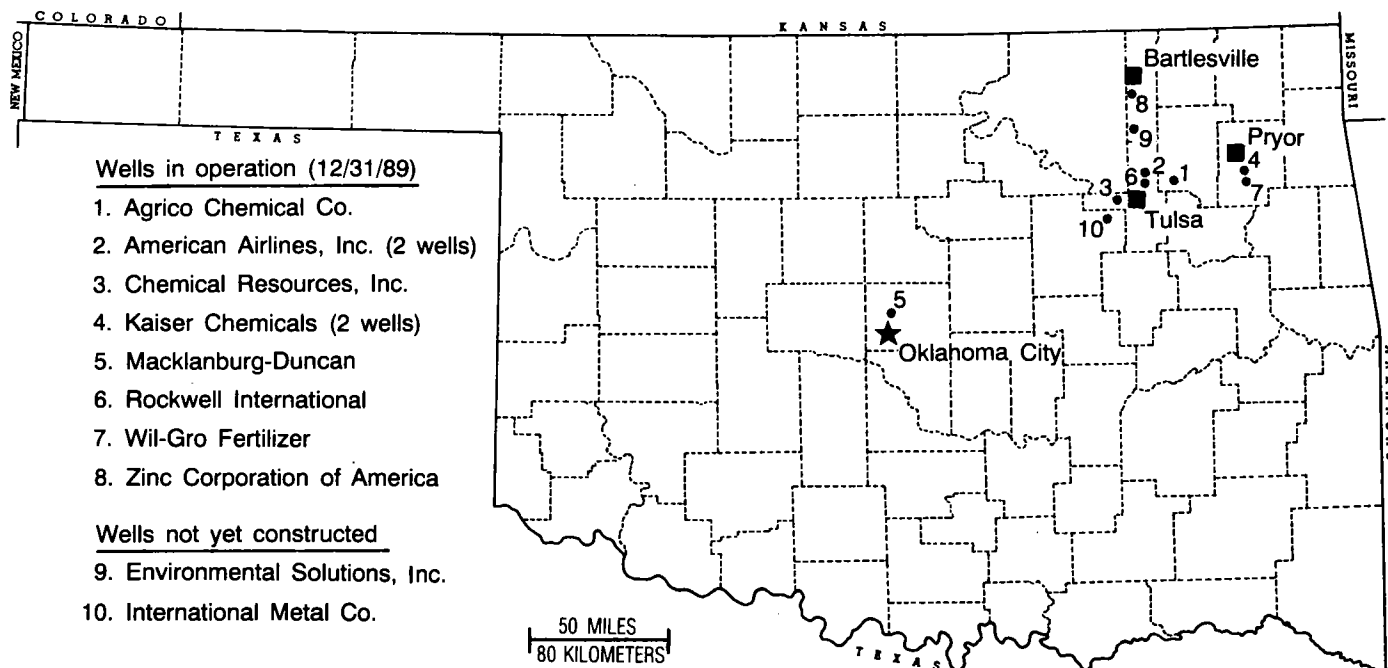 COLORADO
KANSAS
NEW MEXICO
MISSOURI
TEXAS
Bartlesville
8
9
Pryor
4
7
2
6
1
3
Tulsa
10
5
Oklahoma City
Wells in operation (12/31/89)
1. Agrico Chemical Co.
2. American Airlines, Inc. (2 wells)
3. Chemical Resources, Inc.
4. Kaiser Chemicals (2 wells)
5. Macklanburg-Duncan
6. Rockwell International
7. Wil-Gro Fertilizer
8. Zinc Corporation of America
Wells not yet constructed
9. Environmental Solutions, Inc.
10. International Metal Co.
50 MILES
80 KILOMETERS
TEXAS